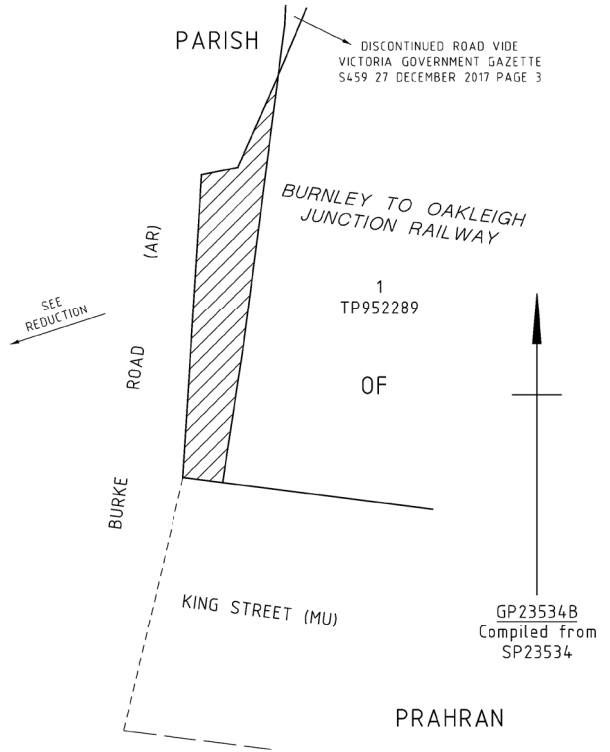 PARISH
DISCONTINUED ROAD VIDE
VICTORIA GOVERNMENT GAZETTE
S459 27 DECEMBER 2017 PAGE 3
BURNLEY TO OAKLEIGH
JUNCTION RAILWAY
(AR)
1
TP952289
SEE
REDUCTION
ROAD
OF
BURKE
KING STREET (MU)
GP23534B
Compiled from
SP23534
PRAHRAN